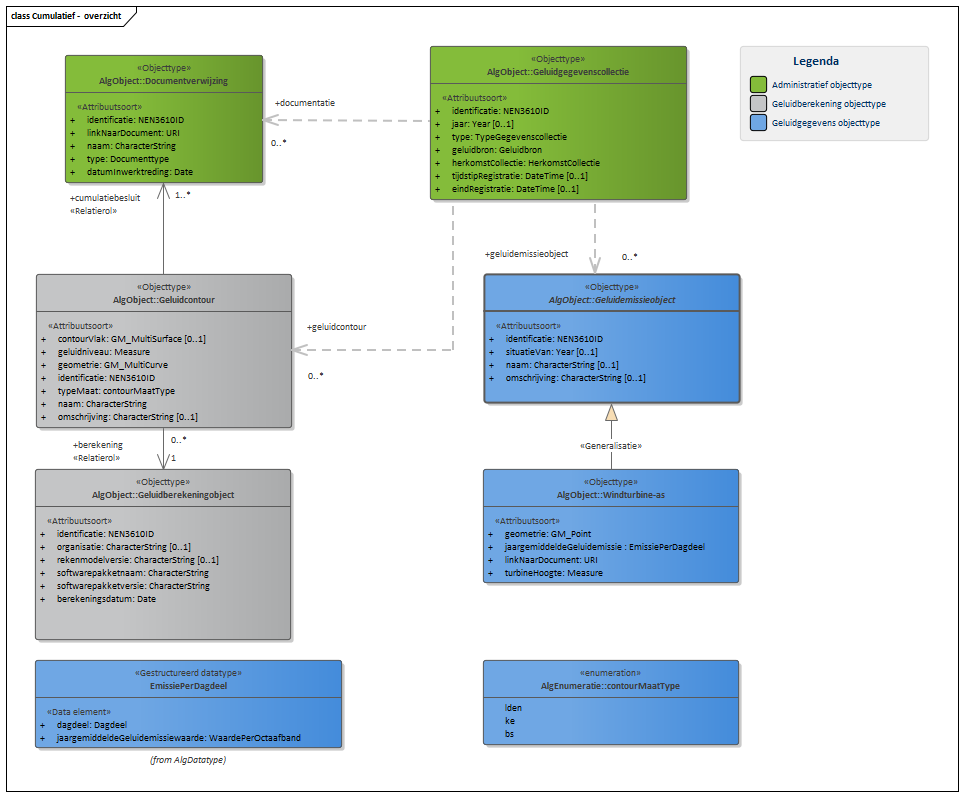 class Cumulatief - overzicht
«Objecttype»
AlgObject::Documentverwijzing
«Attribuutsoort»
+ identificatie: NEN3610ID
+ linkNaarDocument: URI
+ naam: CharacterString
+ type: Documenttype
+ datumInwerktreding: Date
+documentatie
0..*
«Objecttype»
AlgObject::Geluidgegevenscollectie
«Attribuutsoort»
+ identificatie: NEN3610ID
+ jaar: Year [0..1]
+ type: TypeGegevenscollectie
+ geluidbron: Geluidbron
+ herkomstCollectie: HerkomstCollectie
+ tijdstipRegistratie: DateTime [0..1]
+ eindRegistratie: DateTime [0..1]
Legenda
Administratief objecttype
Geluidberekening objecttype
Geluidgegevens objecttype
+cumulatiebesluit
«Relatierol»
1..*
+geluidemissieobject
0..*
«Objecttype»
AlgObject::Geluidcontour
«Attribuutsoort»
+ contourVlak: GM_MultiSurface [0..1]
+ geluidniveau: Measure
+ geometrie: GM_MultiCurve
+ identificatie: NEN3610ID
+ typeMaat: contourMaatType
+ naam: CharacterString
+ omschrijving: CharacterString [0..1]
+geluidcontour
0..*
«Objecttype»
AlgObject::Geluidemissieobject
«Attribuutsoort»
+ identificatie: NEN3610ID
+ situatieVan: Year [0..1]
+ naam: CharacterString [0..1]
+ omschrijving: CharacterString [0..1]
+berekening
«Relatierol»
0..*
1
«Generalisatie»
«Objecttype»
AlgObject::Geluidberekeningobject
«Attribuutsoort»
+ identificatie: NEN3610ID
+ organisatie: CharacterString [0..1]
+ rekenmodelversie: CharacterString [0..1]
+ softwarepakketnaam: CharacterString
+ softwarepakketversie: CharacterString
+ berekeningsdatum: Date
«Objecttype»
AlgObject::Windturbine-as
«Attribuutsoort»
+ geometrie: GM_Point
+ jaargemiddeldeGeluidemissie : EmissiePerDagdeel
+ linkNaarDocument: URI
+ turbineHoogte: Measure
«Gestructureerd datatype»
EmissiePerDagdeel
«Data element»
+ dagdeel: Dagdeel
+ jaargemiddeldeGeluidemissiewaarde: WaardePerOctaafband
(from AlgDatatype)
«enumeration»
AlgEnumeratie::contourMaatType
lden
ke
bs